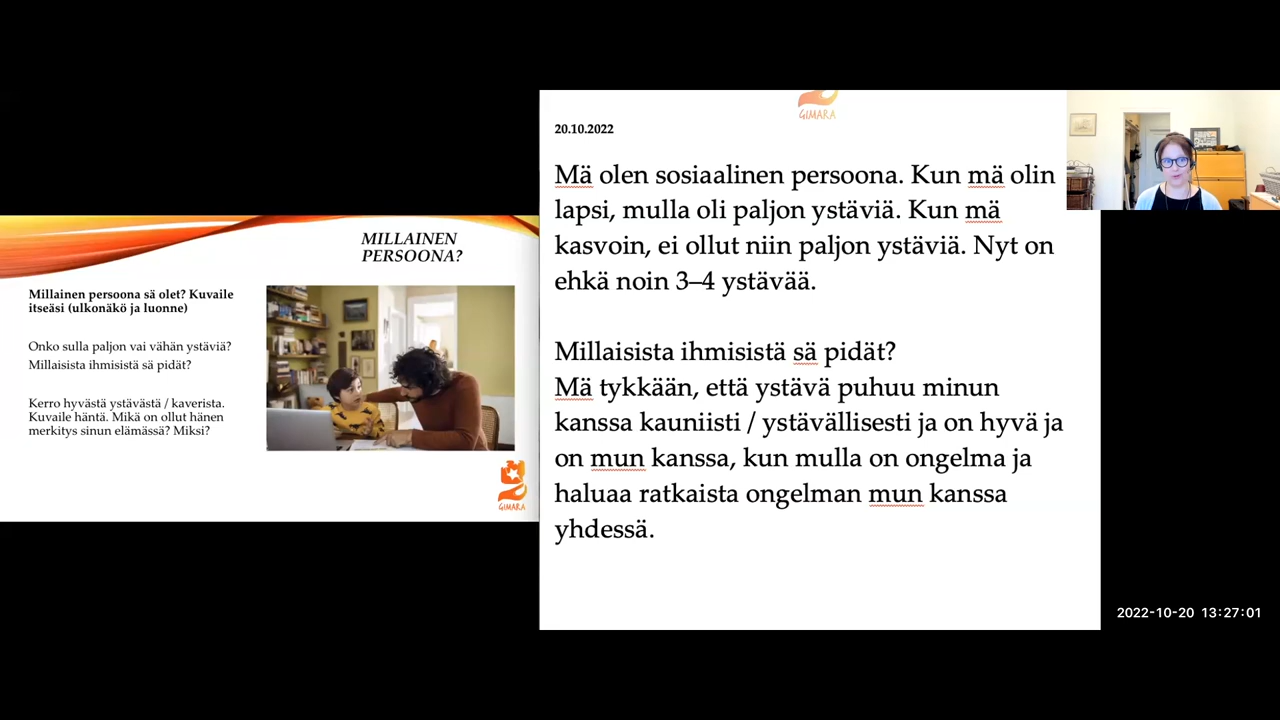 MILLAINEN
PERSOONA?
Millainen persoona sä olet? Kuvaile
itseäsi (ulkonäkö ja luonne)
Onko sulla paljon vai vähän ystäviä?
Millaisista ihmisistä sä pidät?
Kerro hyvästä ystävästä / kaverista.
Kuvaile häntä. Mikä on ollut hänen
merkitys sinun elämässä? Miksi?
GIMARA
GIMARA
20.10.2022
Mä olen sosiaalinen persoona. Kun mä olin
lapsi, mulla oli paljon ystäviä. Kun mä
kasvoin, ei ollut niin paljon ystäviä. Nyt on
ehkä noin 3–4 ystävää.
Millaisista ihmisistä sä pidät?
Mä tykkään, että ystävä puhuu minun
kanssa kauniisti / ystävällisesti ja on hyvä ja
on mun kanssa, kun mulla on ongelma ja
haluaa ratkaista ongelman mun kanssa
yhdessä.
2022-10-20 13:27:01